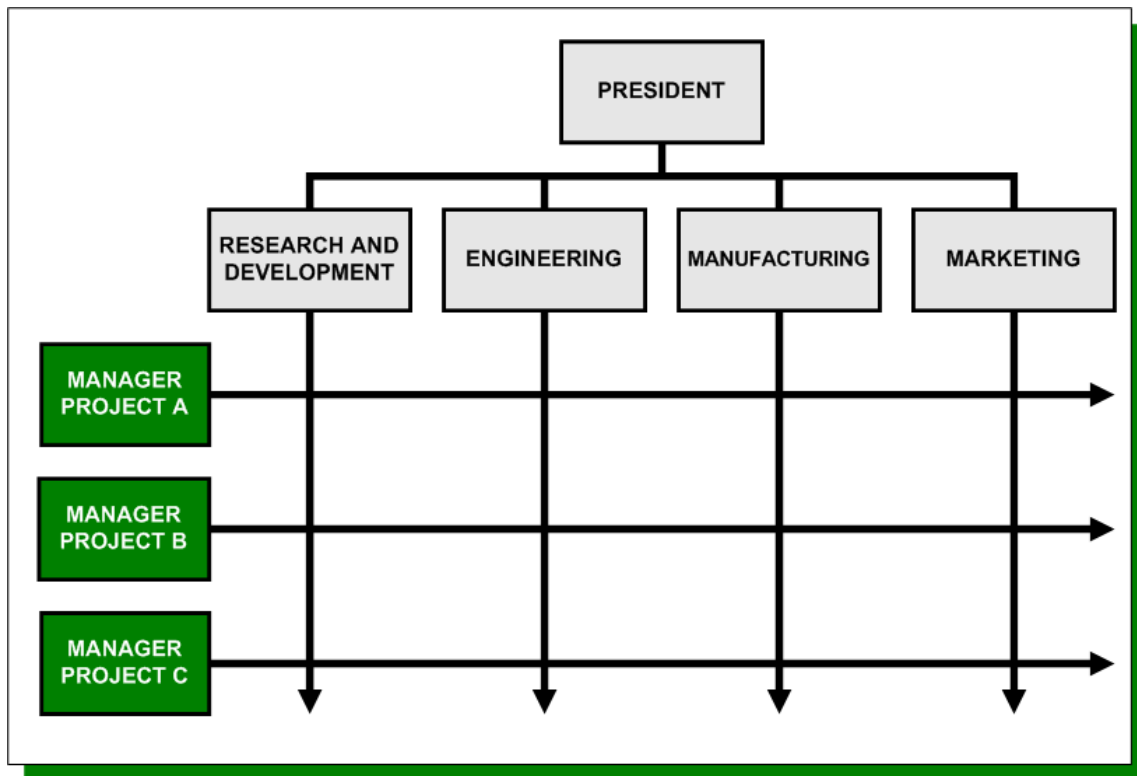 PRESIDENT
RESEARCH AND
DEVELOPMENT
ENGINEERING
MANUFACTURING
MARKETING
MANAGER
PROJECT A
MANAGER
PROJECT B
MANAGER
PROJECT C